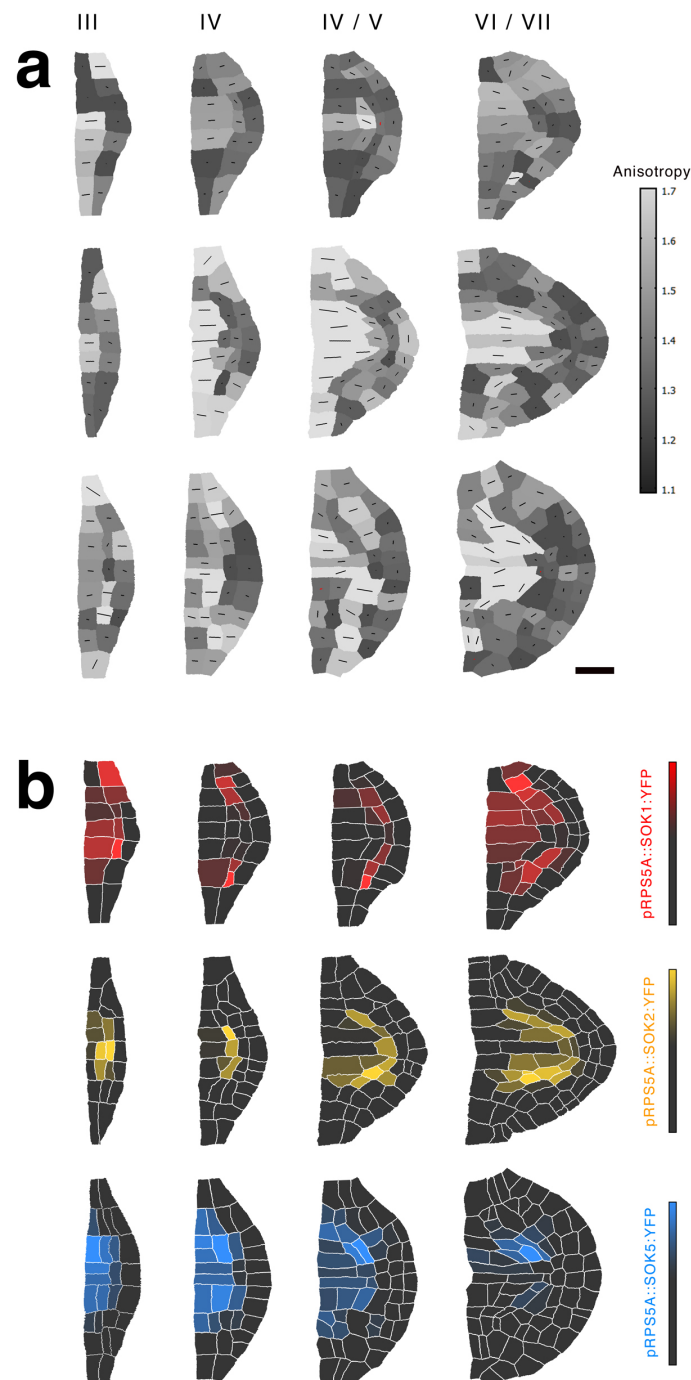 III IV IV / V VI / VII
a
Anisotropy
1.7
1.6
1.5
1.4
1.3
1.2
1.1
b
pRPS5A::SOK1:YFP
pRPS5A::SOK2:YFP
pRPS5A::SOK5:YFP